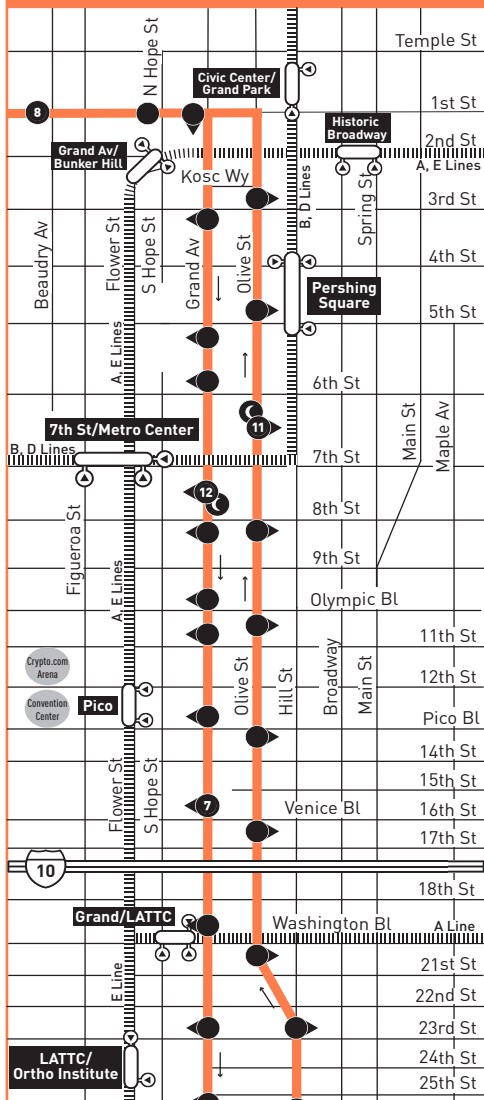 Temple St
N Hope St
Civic Center/
Grand Park
8
1st St
Historic
Broadway
2nd St
Grand Av/
Bunker Hill
A, E Lines
Kosc Wy
B, D Lines
Spring St
3rd St
Beaudry Av
Flower St
S Hope St
Grand Av
Olive St
4th St
Pershing
Square
5th St
A, E Lines
6th St
11
Main St
Maple Av
7th St/Metro Center
B, D Lines
7th St
12
8th St
Figueroa St
9th St
A, E Lines
Olympic Bl
11th St
Crypto.com
Arena
Olive St
Hill St
Broadway
Main St
12th St
Convention
Center
Pico
Pico Bl
14th St
Flower St
S Hope St
15th St
7
Venice Bl
16th St
17th St
10
18th St
Grand/LATTC
Washington Bl
A Line
E Line
21st St
22nd St
23rd St
LATTC/
Ortho Institute
24th St
25th St